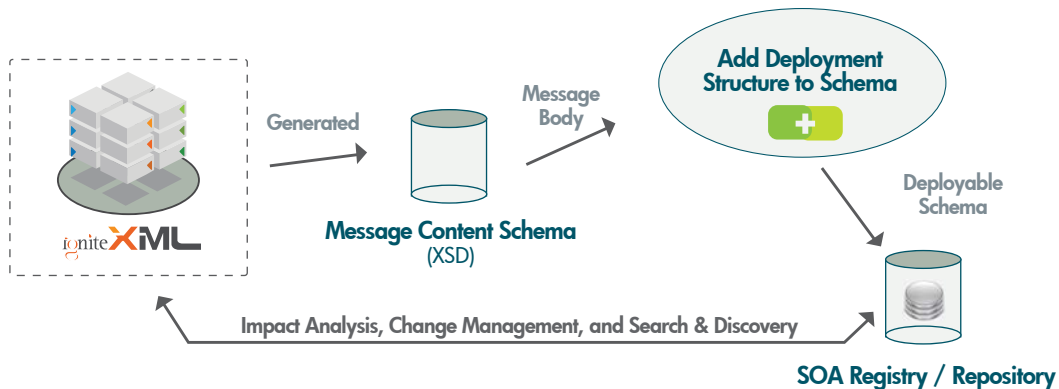 Add Deployment
Structure to Schema
Generated
Message
Body
Deployable
Schema
igniteXML
Message Content Schema
(XSD)
Impact Analysis, Change Management, and Search & Discovery
SOA Registry / Repository